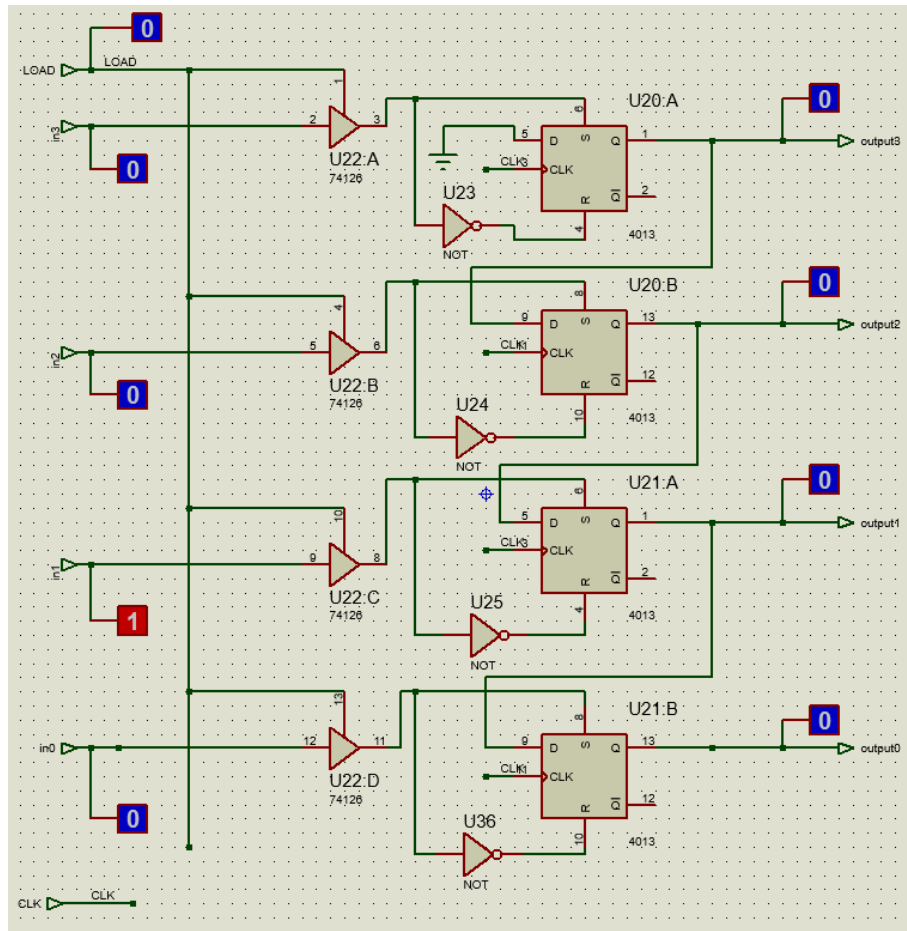 0
LOAD LOAD
1
in3 2 3
U22:A
74126
0
U20:A
6
5 D S Q 1
0
output3
CLK3 CLK
R QI 2
4
4013
U23
NOT
4
in2 5 6
U22:B
74126
0
U20:B
8
9 D S Q 13
0
output2
CLK11 CLK
R QI 12
10
4013
U24
NOT
10
in1 9 8
U22:C
74126
1
U21:A
6
5 D S Q 1
0
output1
CLK3 CLK
R QI 2
4
4013
U25
NOT
13
in0 12 11
U22:D
74126
0
U21:B
8
9 D S Q 13
0
output0
CLK11 CLK
R QI 12
10
4013
U36
NOT
CLK CLK